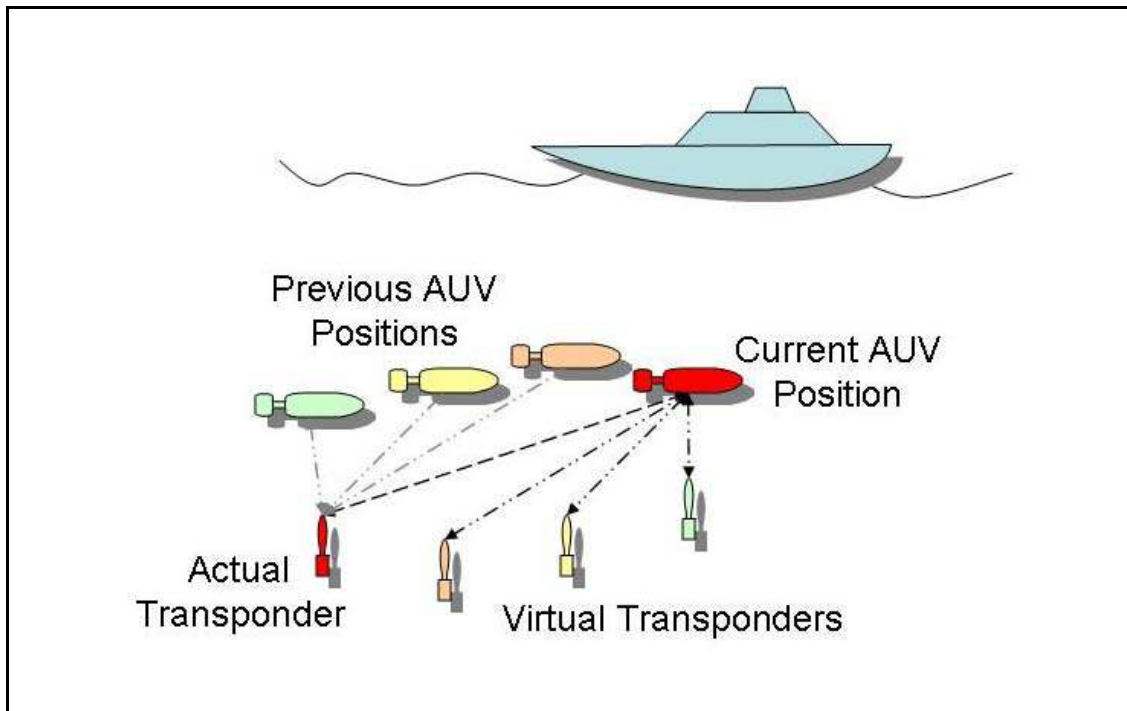 Previous AUV
Positions
Current AUV
Position
Actual
Transponder
Virtual Transponders